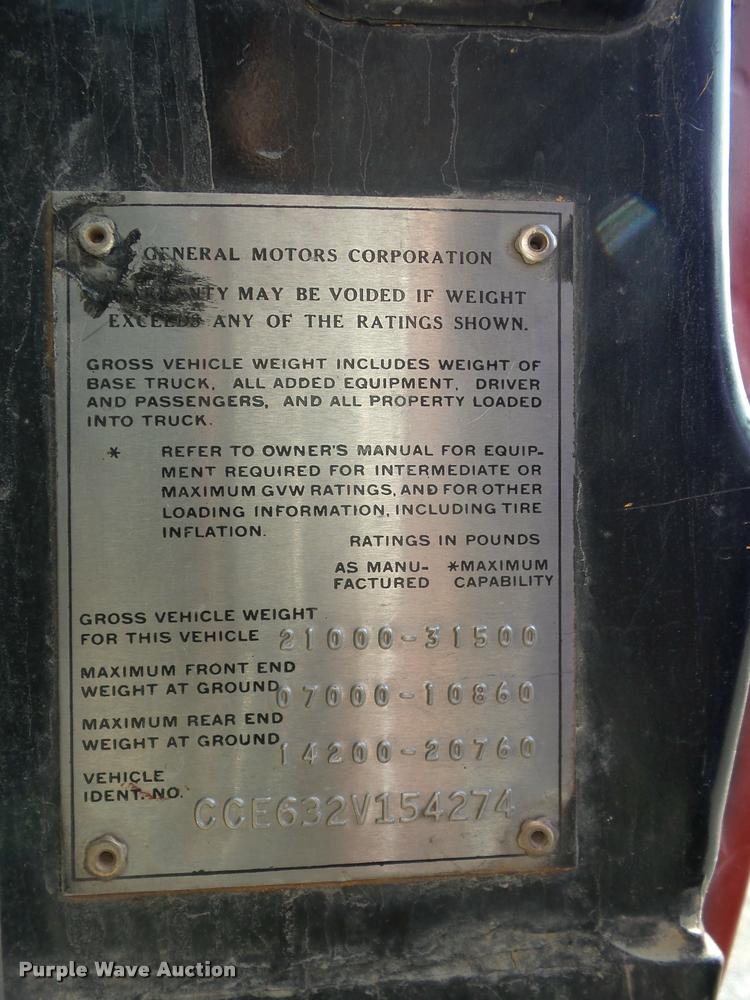 GENERAL MOTORS CORPORATION
WARRANTY MAY BE VOIDED IF WEIGHT
EXCEEDS ANY OF THE RATINGS SHOWN.
GROSS VEHICLE WEIGHT INCLUDES WEIGHT OF
BASE TRUCK, ALL ADDED EQUIPMENT, DRIVER
AND PASSENGERS, AND ALL PROPERTY LOADED
INTO TRUCK.
* REFER TO OWNER'S MANUAL FOR EQUIP-
MENT REQUIRED FOR INTERMEDIATE OR
MAXIMUM GVW RATINGS, AND FOR OTHER
LOADING INFORMATION, INCLUDING TIRE
INFLATION.
RATINGS IN POUNDS
AS MANU- *MAXIMUM
FACTURED CAPABILITY
GROSS VEHICLE WEIGHT
FOR THIS VEHICLE 21000-31500
MAXIMUM FRONT END
WEIGHT AT GROUND 07000-10860
MAXIMUM REAR END
WEIGHT AT GROUND 14200-20760
VEHICLE
IDENT. NO. CCE632V154274
Purple Wave Auction